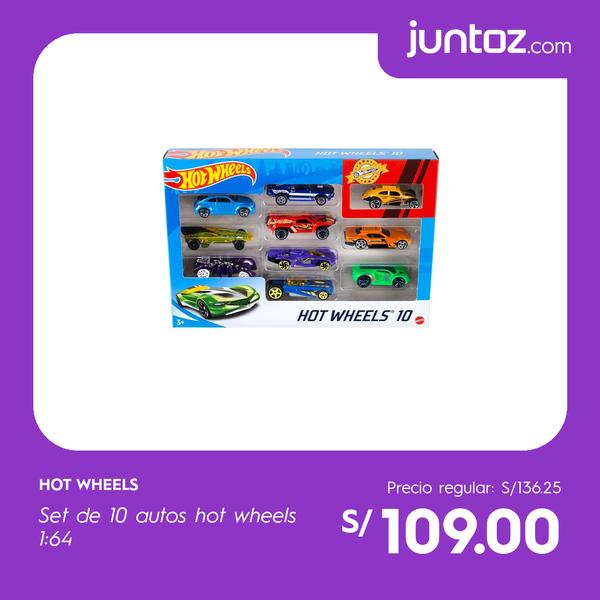 juntoz.com
HOT WHEELS 10
HOT WHEELS
HOT WHEELS® 10
3+
HOT WHEELS
Precio regular: S/136.25
Set de 10 autos hot wheels
1:64
S/109.00